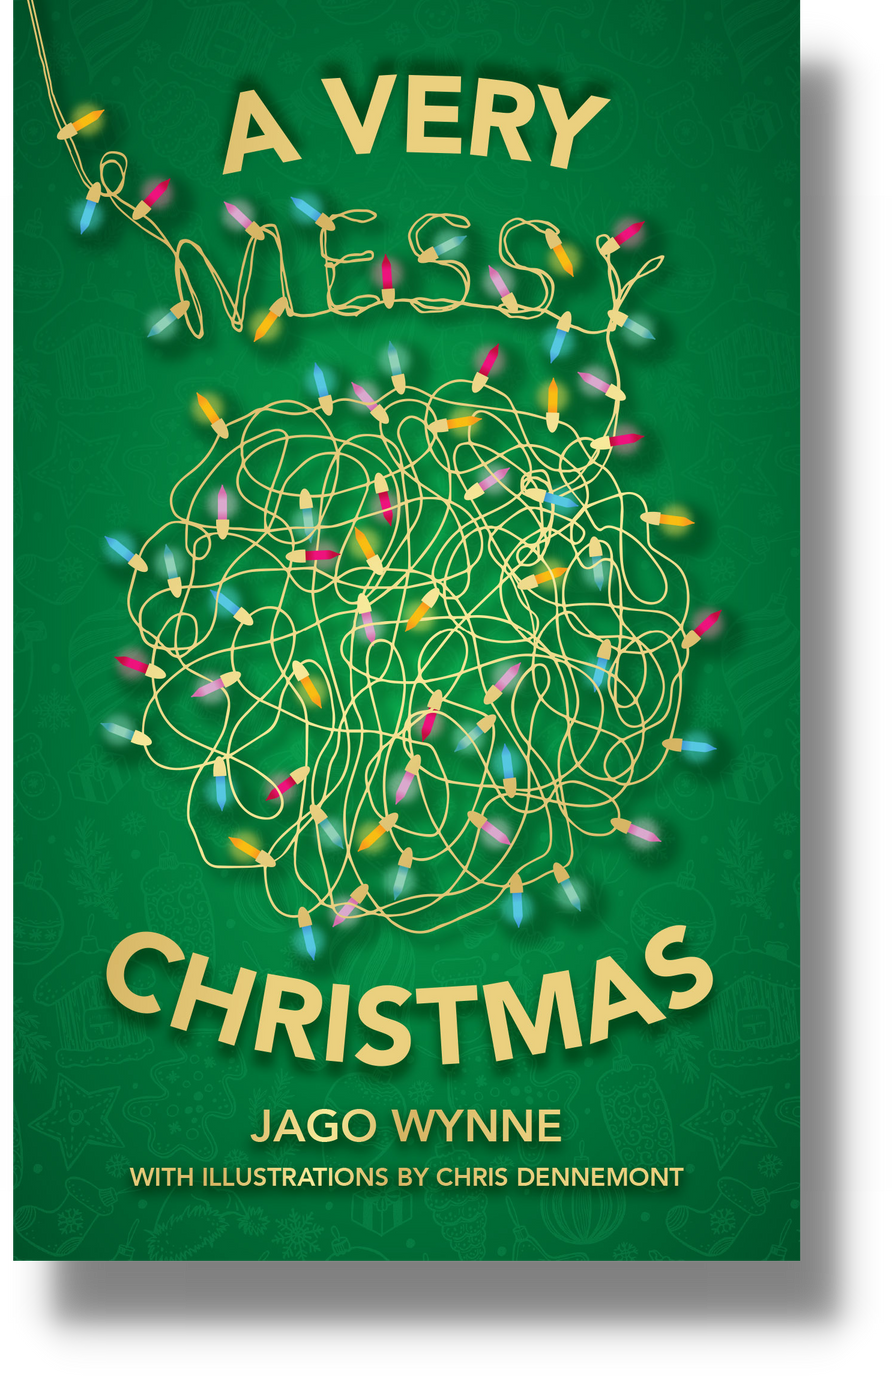 A VERY
MESSY
CHRISTMAS
JAGO WYNNE
WITH ILLUSTRATIONS BY CHRIS DENNEMONT